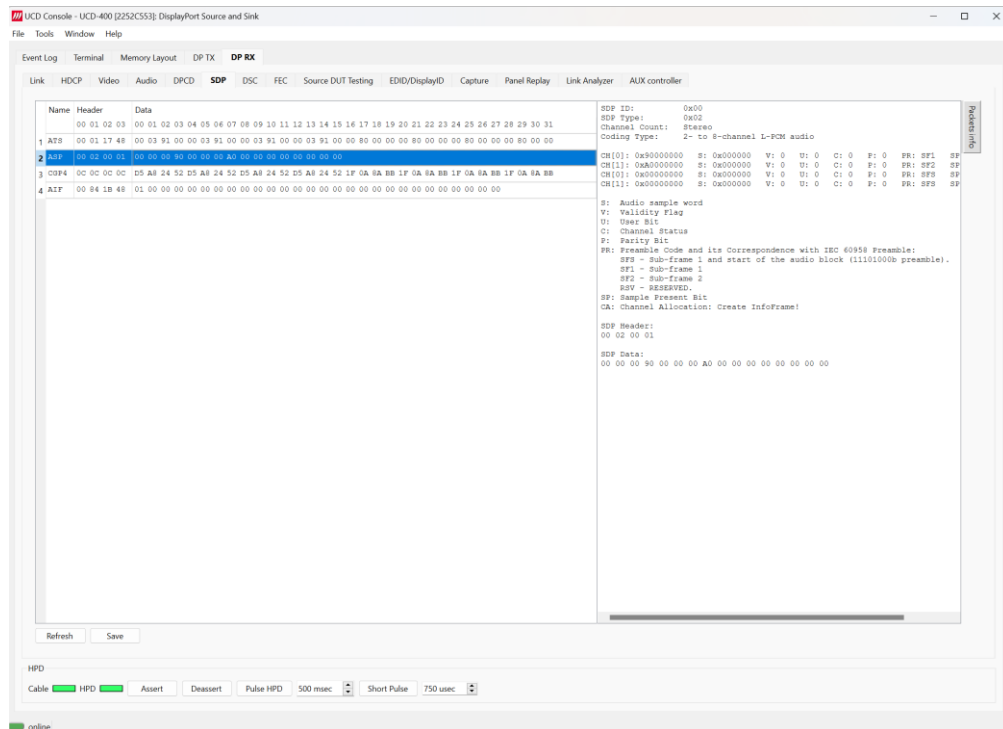 UCD Console - UCD-400 [2252C553]: DisplayPort Source and Sink
File Tools Window Help
Event Log Terminal Memory Layout DP TX DP RX
Link HDCP Video Audio DPCD SDP DSC FEC Source DUT Testing EDID/DisplayID Capture Panel Replay Link Analyzer AUX controller
Name Header Data
00 01 02 03 00 01 02 03 04 05 06 07 08 09 10 11 12 13 14 15 16 17 18 19 20 21 22 23 24 25 26 27 28 29 30 31
1 ATS 00 01 17 48 00 03 91 00 00 03 91 00 00 03 91 00 00 03 91 00 00 80 00 00 00 80 00 00 00 80 00 00 00 80 00 00
2 ASP 00 02 00 01 00 00 00 90 00 00 00 A0 00 00 00 00 00 00 00 00
3 CGP4 0C 0C 0C 0C D5 A8 24 52 D5 A8 24 52 D5 A8 24 52 D5 A8 24 52 1F 0A 8A BB 1F 0A 8A BB 1F 0A 8A BB 1F 0A 8A BB
4 AIF 00 84 1B 48 01 00 00 00 00 00 00 00 00 00 00 00 00 00 00 00 00 00 00 00 00 00 00 00
SDP ID: 0x00
SDP Type: 0x02
Channel Count: Stereo
Coding Type: 2- to 8-channel L-PCM audio
CH[0]: 0x90000000 S: 0x000000 V: 0 U: 0 C: 0 P: 0 PR: SF1 SP
CH[1]: 0xA0000000 S: 0x000000 V: 0 U: 0 C: 0 P: 0 PR: SF2 SP
CH[0]: 0x00000000 S: 0x000000 V: 0 U: 0 C: 0 P: 0 PR: SFS SP
CH[1]: 0x00000000 S: 0x000000 V: 0 U: 0 C: 0 P: 0 PR: SFS SP
S: Audio sample word
V: Validity Flag
U: User Bit
C: Channel Status
P: Parity Bit
PR: Preamble Code and its Correspondence with IEC 60958 Preamble:
SFS - Sub-frame 1 and start of the audio block (11101000b preamble).
SF1 - Sub-frame 1
SF2 - Sub-frame 2
RSV - RESERVED.
SP: Sample Present Bit
CA: Channel Allocation: Create InfoFrame!
SDP Header:
00 02 00 01
SDP Data:
00 00 00 90 00 00 00 A0 00 00 00 00 00 00 00 00
Packets info
Refresh Save
HPD
Cable HPD Assert Deassert Pulse HPD 500 msec Short Pulse 750 usec
online